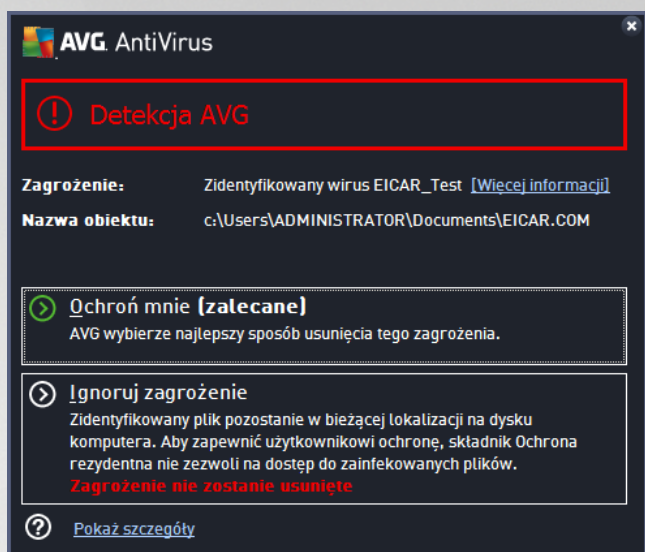 AVG. AntiVirus
Detekcja AVG
Zagrożenie: Zidentyfikowany wirus EICAR_Test [Więcej informacji]
Nazwa obiektu: c:\Users\ADMINISTRATOR\Documents\EICAR.COM
Ochroń mnie (zalecane)
AVG wybierze najlepszy sposób usunięcia tego zagrożenia.
Ignoruj zagrożenie
Zidentyfikowany plik pozostanie w bieżącej lokalizacji na dysku
komputera. Aby zapewnić użytkownikowi ochronę, składnik Ochrona
rezydentna nie zezwoli na dostęp do zainfekowanych plików.
Zagrożenie nie zostanie usunięte
Pokaż szczegóły